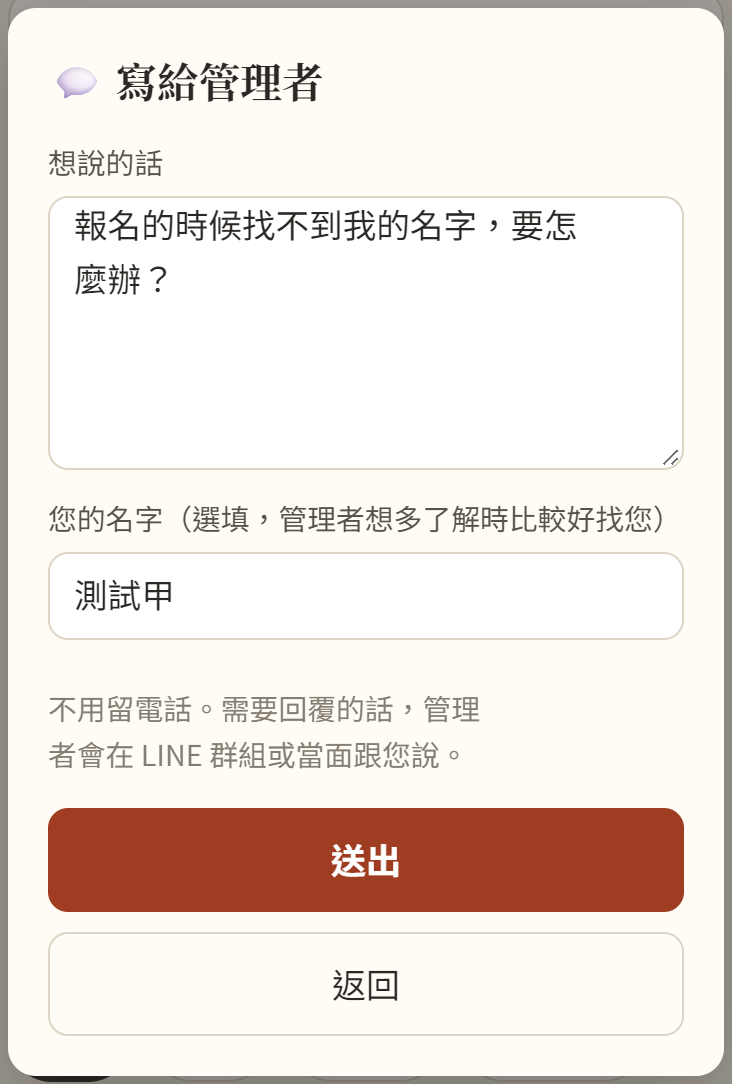 寫給管理者
想說的話
報名的時候找不到我的名字，要怎
麼辦？
您的名字（選填，管理者想多了解時比較好找您）
測試甲
不用留電話。需要回覆的話，管理
者會在 LINE 群組或當面跟您說。
送出
返回